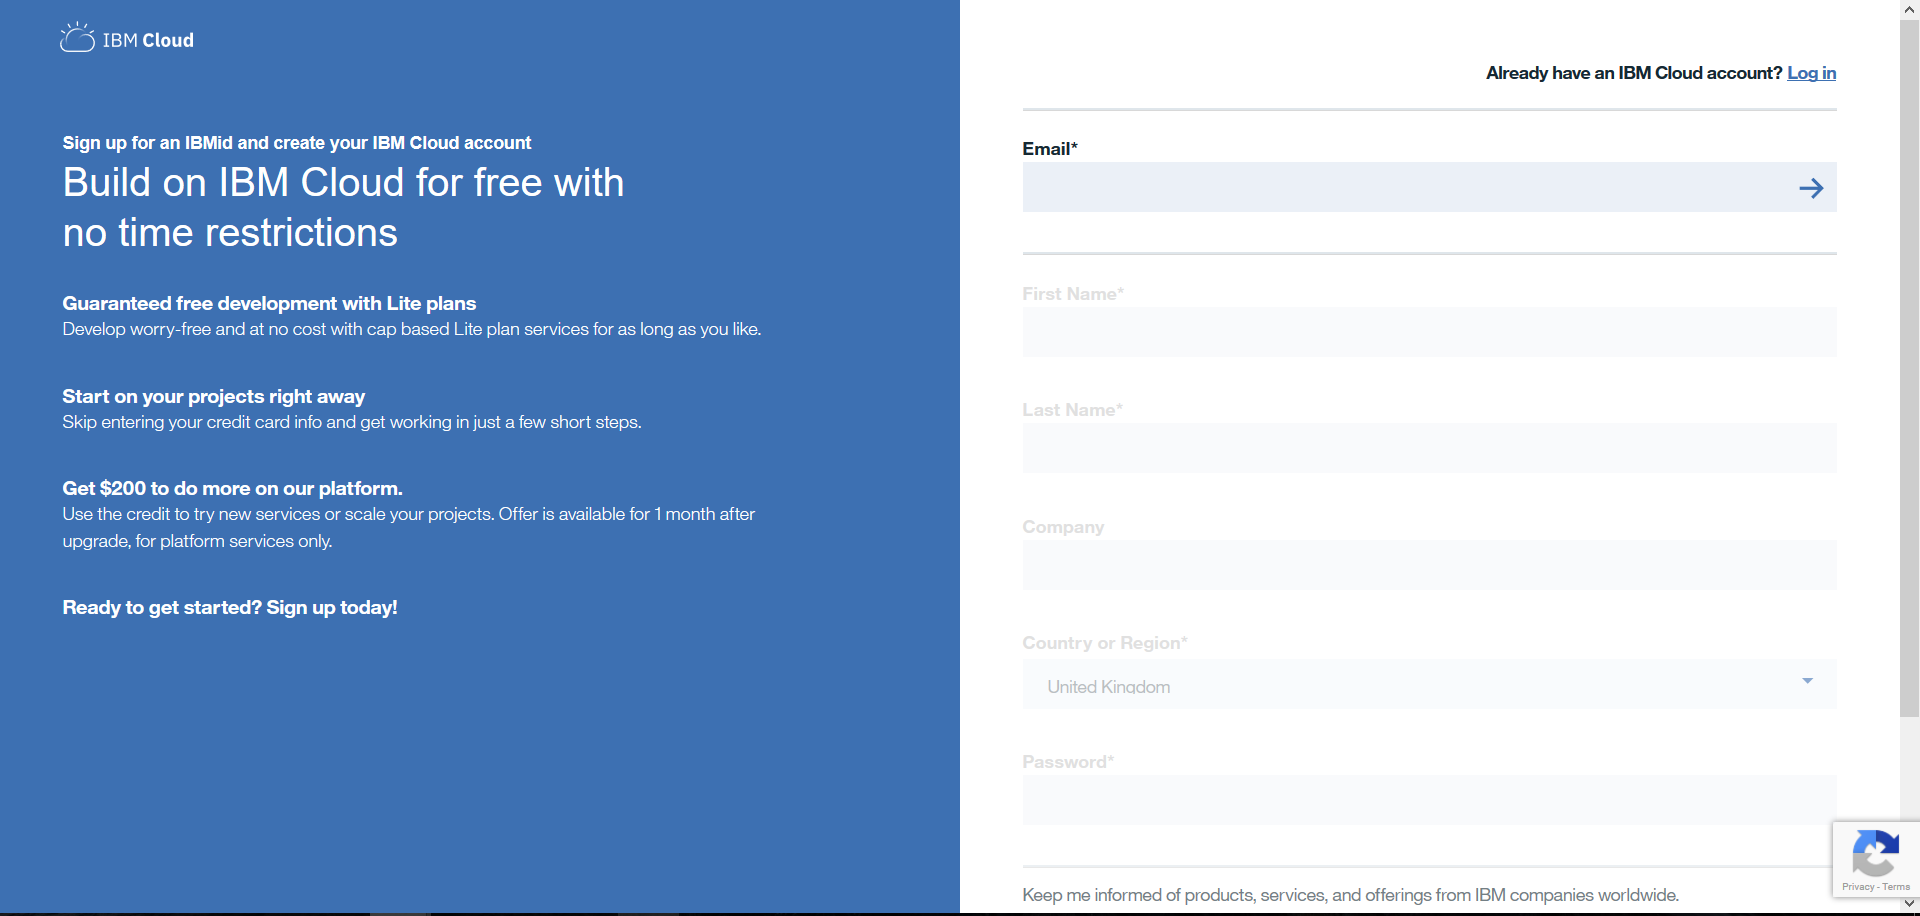 IBM Cloud
Sign up for an IBMid and create your IBM Cloud account
Build on IBM Cloud for free with
no time restrictions
Guaranteed free development with Lite plans
Develop worry-free and at no cost with cap based Lite plan services for as long as you like.
Start on your projects right away
Skip entering your credit card info and get working in just a few short steps.
Get $200 to do more on our platform.
Use the credit to try new services or scale your projects. Offer is available for 1 month after
upgrade, for platform services only.
Ready to get started? Sign up today!
Already have an IBM Cloud account? Log in
Email*
First Name*
Last Name*
Company
Country or Region*
United Kingdom
Password*
Keep me informed of products, services, and offerings from IBM companies worldwide.
Privacy - Terms